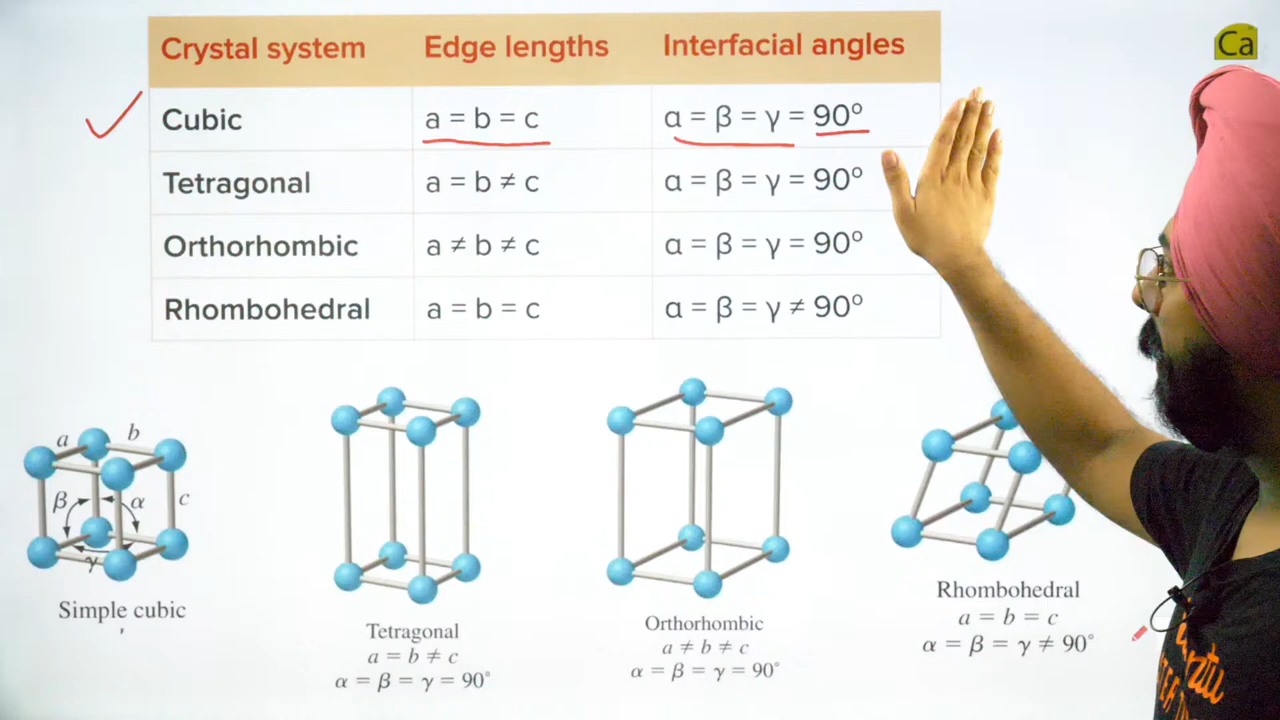 Crystal system Edge lengths Interfacial angles
Cubic a = b = c α = β = γ = 90°
Tetragonal a = b ≠ c α = β = γ = 90°
Orthorhombic a ≠ b ≠ c α = β = γ = 90°
Rhombohedral a = b = c α = β = γ ≠ 90°
Ca
a b
β α c
γ
Simple cubic
Tetragonal
a = b ≠ c
α = β = γ = 90°
Orthorhombic
a ≠ b ≠ c
α = β = γ = 90°
Rhombohedral
a = b = c
α = β = γ ≠ 90°